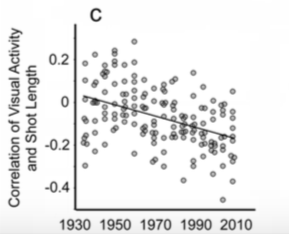 C
Correlation of Visual Activity
and Shot Length
0.2
0
-0.2
-0.4
1930 1950 1970 1990 2010